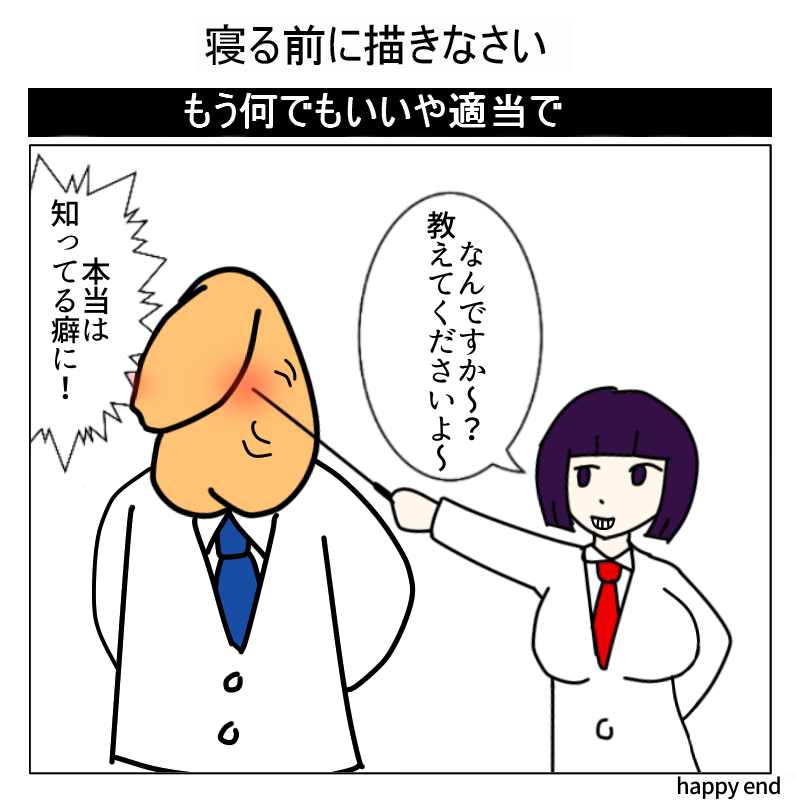 寝る前に描きなさい
もう何でもいいや適当で
なんですか～？
教えてくださいよ～
本当は
知ってる癖に！
happy end